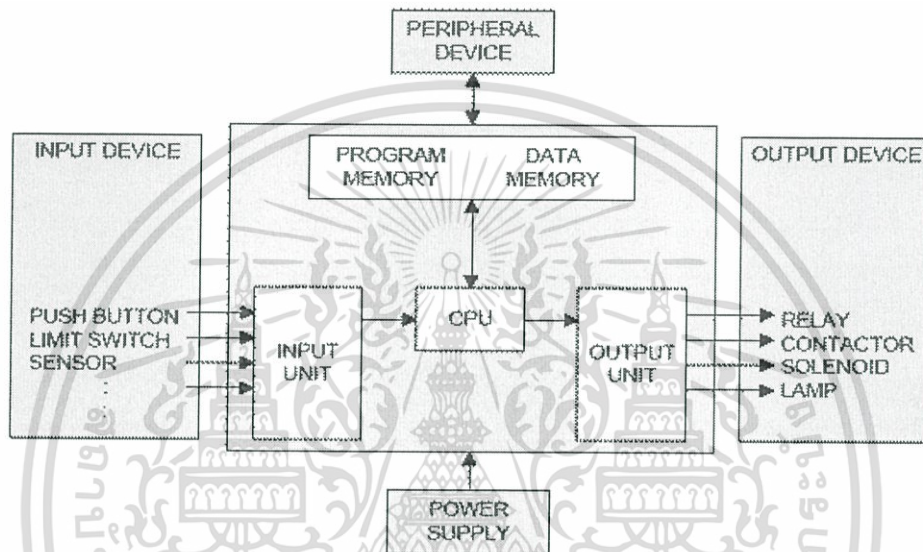 PERIPHERAL
DEVICE
INPUT DEVICE
PROGRAM
MEMORY
DATA
MEMORY
OUTPUT DEVICE
PUSH BUTTON
LIMIT SWITCH
SENSOR
INPUT
UNIT
CPU
OUTPUT
UNIT
RELAY
CONTACTOR
SOLENOID
LAMP
POWER
SUPPLY